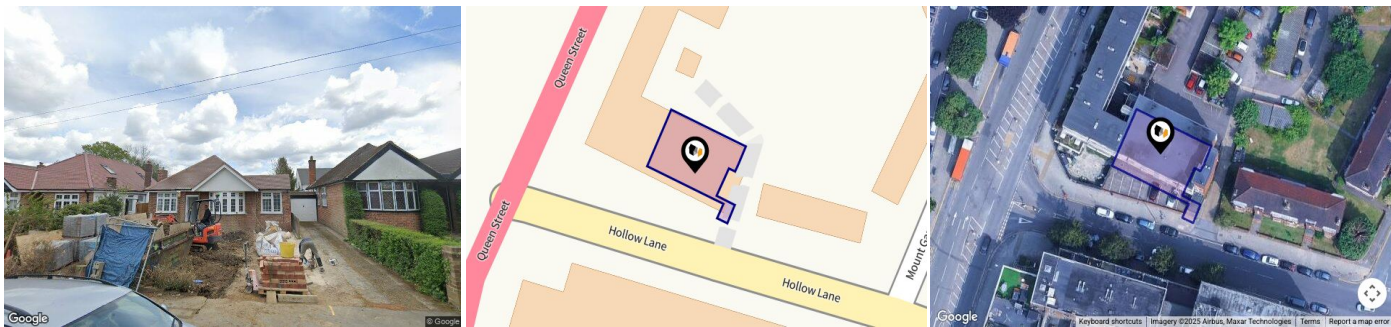 Google
© Google
Queen Street
Queen Street
Hollow Lane
Hollow Lane
Mount Ga
Google
Keyboard shortcuts
Imagery ©2025 Airbus, Maxar Technologies
Terms
Report a map error